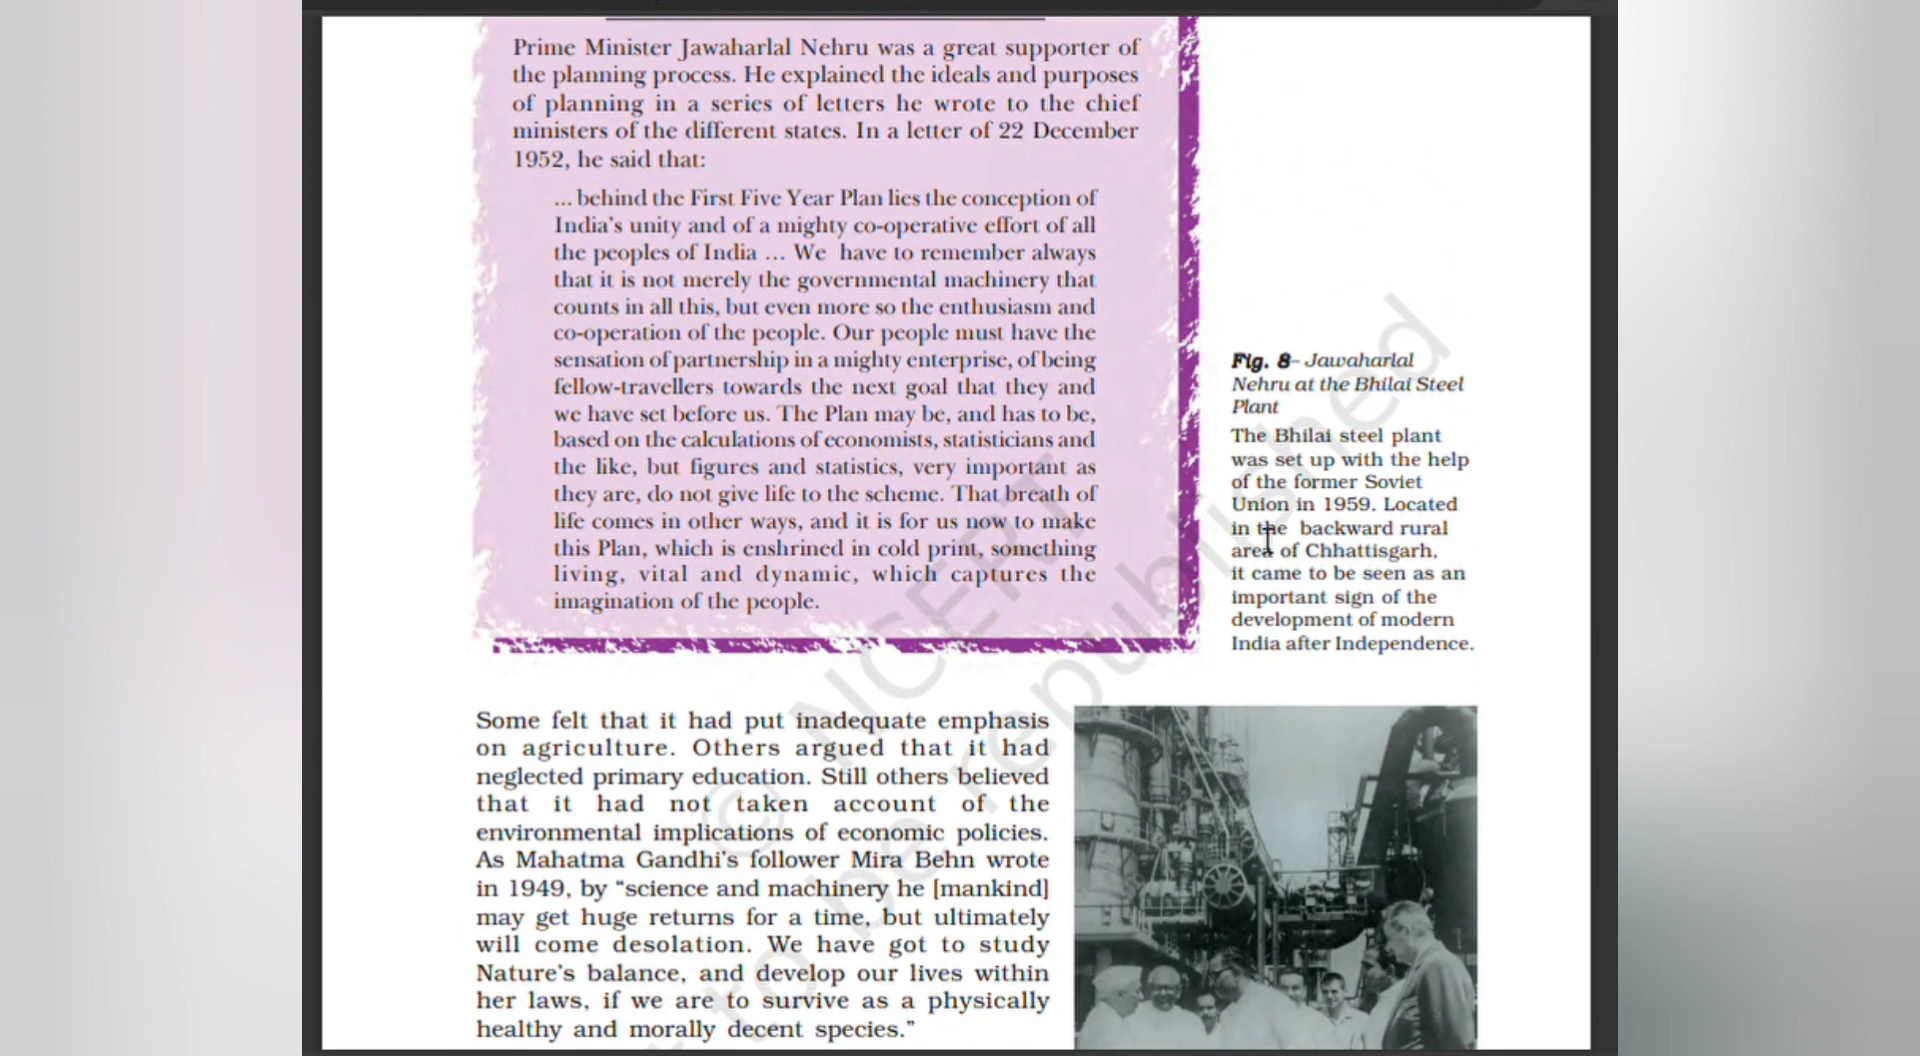 Prime Minister Jawaharlal Nehru was a great supporter of
the planning process. He explained the ideals and purposes
of planning in a series of letters he wrote to the chief
ministers of the different states. In a letter of 22 December
1952, he said that:
... behind the First Five Year Plan lies the conception of
India's unity and of a mighty co-operative effort of all
the peoples of India ... We have to remember always
that it is not merely the governmental machinery that
counts in all this, but even more so the enthusiasm and
co-operation of the people. Our people must have the
sensation of partnership in a mighty enterprise, of being
fellow-travellers towards the next goal that they and
we have set before us. The Plan may be, and has to be,
based on the calculations of economists, statisticians and
the like, but figures and statistics, very important as
they are, do not give life to the scheme. That breath of
life comes in other ways, and it is for us now to make
this Plan, which is enshrined in cold print, something
living, vital and dynamic, which captures the
imagination of the people.
Fig. 8– Jawaharlal
Nehru at the Bhilai Steel
Plant
The Bhilai steel plant
was set up with the help
of the former Soviet
Union in 1959. Located
in the backward rural
area of Chhattisgarh,
it came to be seen as an
important sign of the
development of modern
India after Independence.
Some felt that it had put inadequate emphasis
on agriculture. Others argued that it had
neglected primary education. Still others believed
that it had not taken account of the
environmental implications of economic policies.
As Mahatma Gandhi's follower Mira Behn wrote
in 1949, by "science and machinery he [mankind]
may get huge returns for a time, but ultimately
will come desolation. We have got to study
Nature's balance, and develop our lives within
her laws, if we are to survive as a physically
healthy and morally decent species."
© NCERT
to be republished